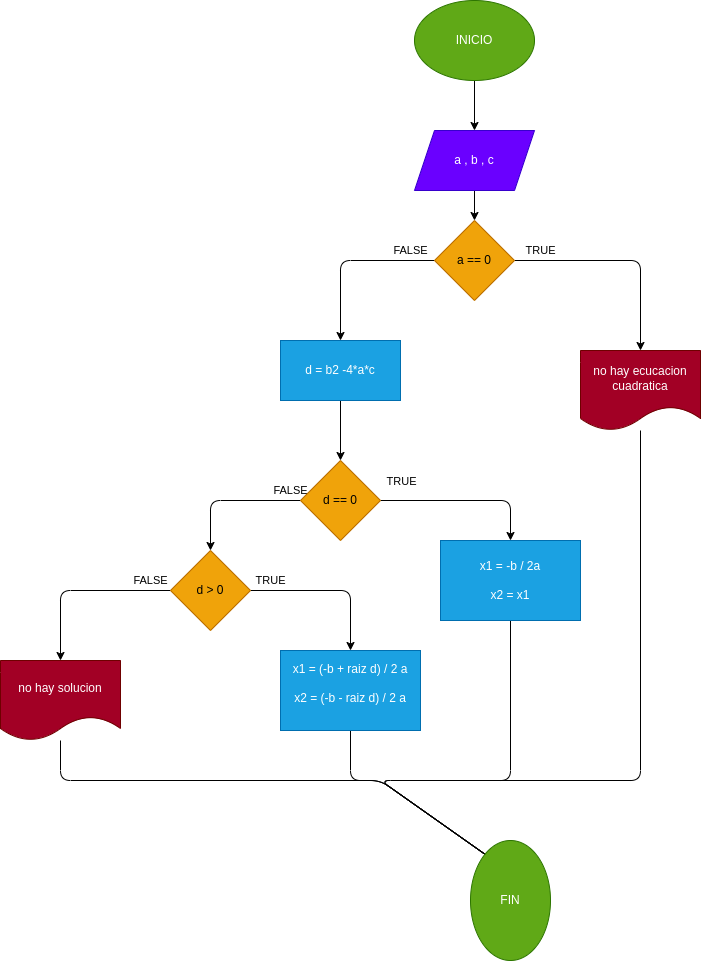 INICIO
a , b , c
a == 0
FALSE
TRUE
d = b2 -4*a*c
no hay ecucacion
cuadratica
d == 0
FALSE
TRUE
x1 = -b / 2a
x2 = x1
d > 0
FALSE
TRUE
no hay solucion
x1 = (-b + raiz d) / 2 a
x2 = (-b - raiz d) / 2 a
FIN